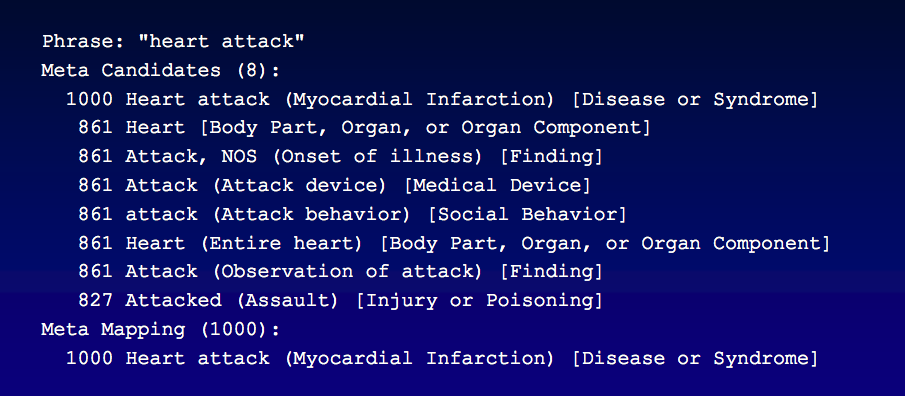 Phrase: "heart attack"
Meta Candidates (8):
1000 Heart attack (Myocardial Infarction) [Disease or Syndrome]
861 Heart [Body Part, Organ, or Organ Component]
861 Attack, NOS (Onset of illness) [Finding]
861 Attack (Attack device) [Medical Device]
861 attack (Attack behavior) [Social Behavior]
861 Heart (Entire heart) [Body Part, Organ, or Organ Component]
861 Attack (Observation of attack) [Finding]
827 Attacked (Assault) [Injury or Poisoning]
Meta Mapping (1000):
1000 Heart attack (Myocardial Infarction) [Disease or Syndrome]